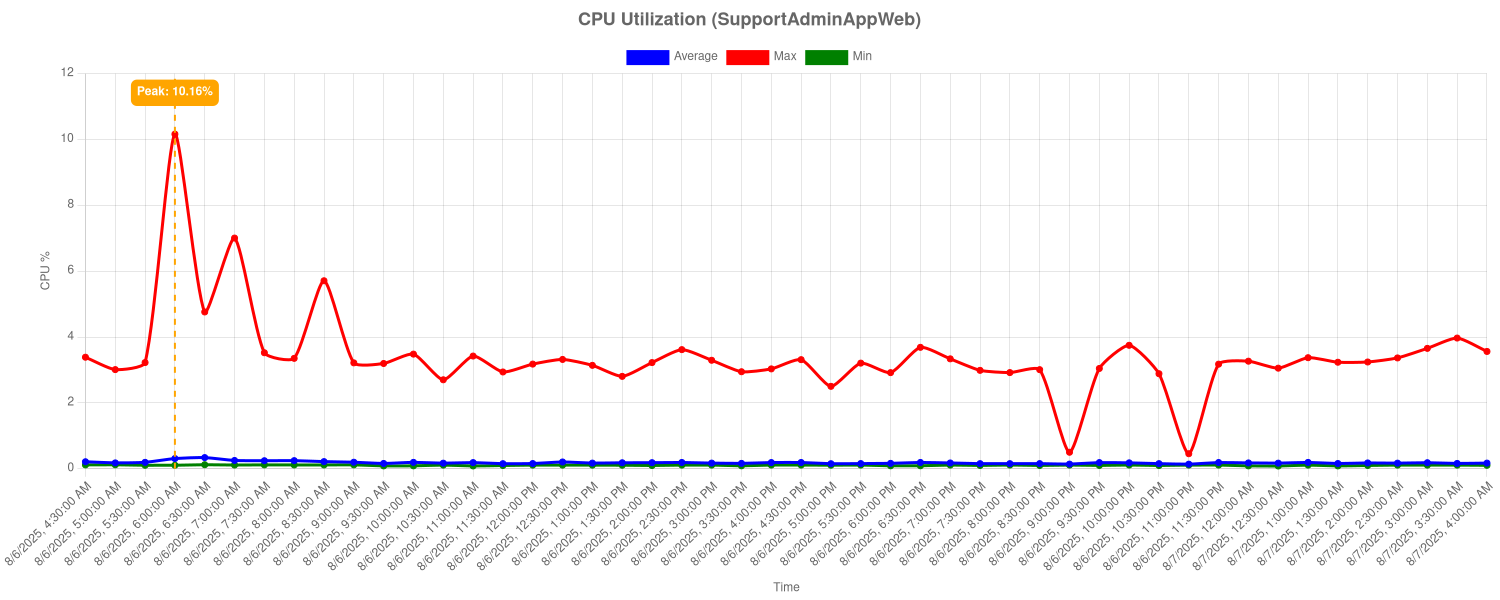 CPU Utilization (SupportAdminAppWeb)
Average Max Min
Peak: 10.16%
12
10
8
6
4
2
0
CPU %
8/6/2025, 4:30:00 AM
8/6/2025, 5:00:00 AM
8/6/2025, 5:30:00 AM
8/6/2025, 6:00:00 AM
8/6/2025, 6:30:00 AM
8/6/2025, 7:00:00 AM
8/6/2025, 7:30:00 AM
8/6/2025, 8:00:00 AM
8/6/2025, 8:30:00 AM
8/6/2025, 9:00:00 AM
8/6/2025, 9:30:00 AM
8/6/2025, 10:00:00 AM
8/6/2025, 10:30:00 AM
8/6/2025, 11:00:00 AM
8/6/2025, 11:30:00 AM
8/6/2025, 12:00:00 PM
8/6/2025, 12:30:00 PM
8/6/2025, 1:00:00 PM
8/6/2025, 1:30:00 PM
8/6/2025, 2:00:00 PM
8/6/2025, 2:30:00 PM
8/6/2025, 3:00:00 PM
8/6/2025, 3:30:00 PM
8/6/2025, 4:00:00 PM
8/6/2025, 4:30:00 PM
8/6/2025, 5:00:00 PM
8/6/2025, 5:30:00 PM
8/6/2025, 6:00:00 PM
8/6/2025, 6:30:00 PM
8/6/2025, 7:00:00 PM
8/6/2025, 7:30:00 PM
8/6/2025, 8:00:00 PM
8/6/2025, 8:30:00 PM
8/6/2025, 9:00:00 PM
8/6/2025, 9:30:00 PM
8/6/2025, 10:00:00 PM
8/6/2025, 10:30:00 PM
8/6/2025, 11:00:00 PM
8/6/2025, 11:30:00 PM
8/7/2025, 12:00:00 AM
8/7/2025, 12:30:00 AM
8/7/2025, 1:00:00 AM
8/7/2025, 1:30:00 AM
8/7/2025, 2:00:00 AM
8/7/2025, 2:30:00 AM
8/7/2025, 3:00:00 AM
8/7/2025, 3:30:00 AM
8/7/2025, 4:00:00 AM
Time